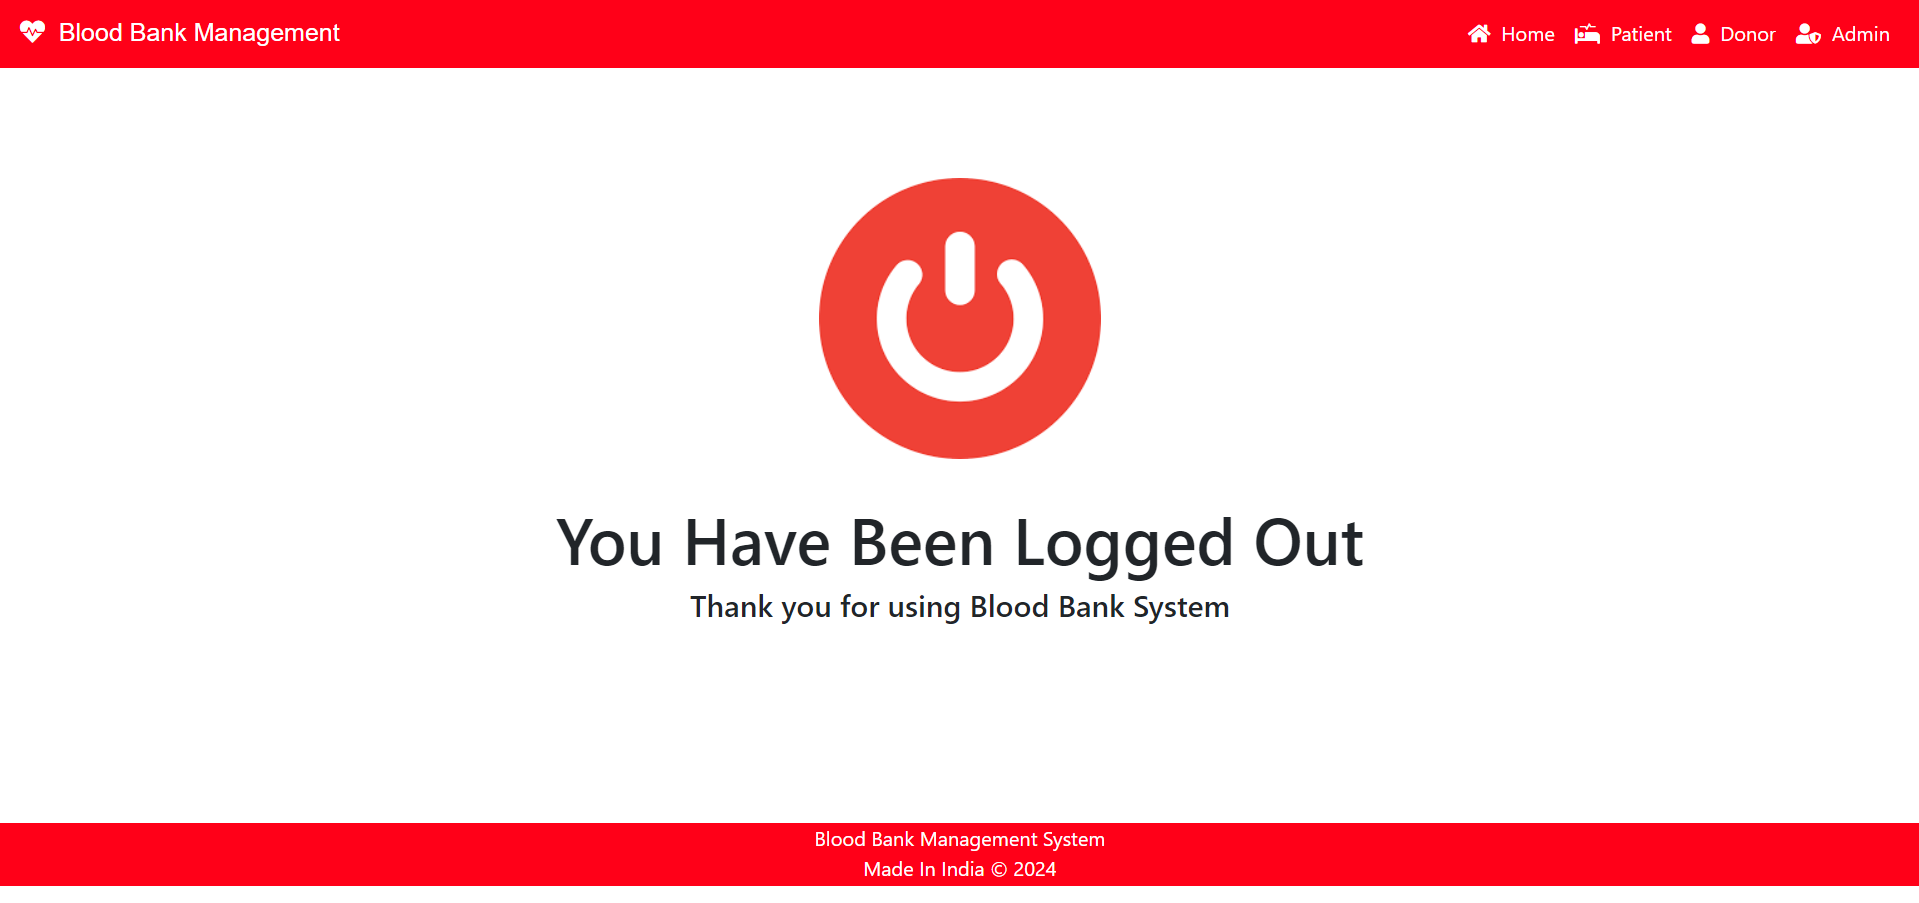 Blood Bank Management
Home Patient Donor Admin
You Have Been Logged Out
Thank you for using Blood Bank System
Blood Bank Management System
Made In India © 2024